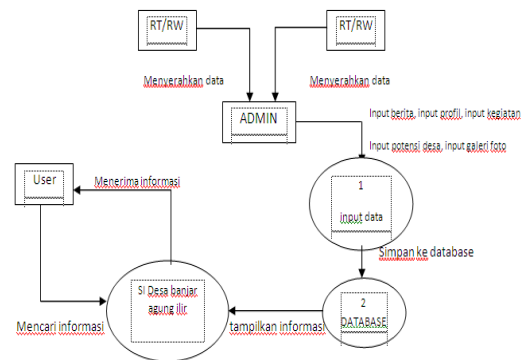 RT/RW
RT/RW
Menyerahkan data
Menyerahkan data
ADMIN
Input berita, input profil, input kegiatan
Input potensi desa, input galeri foto
User
Menerima informasi
1
input data
Simpan ke database
SI Desa banjar
agung ilir
2
DATABASE
Mencari informasi
tampilkan informasi